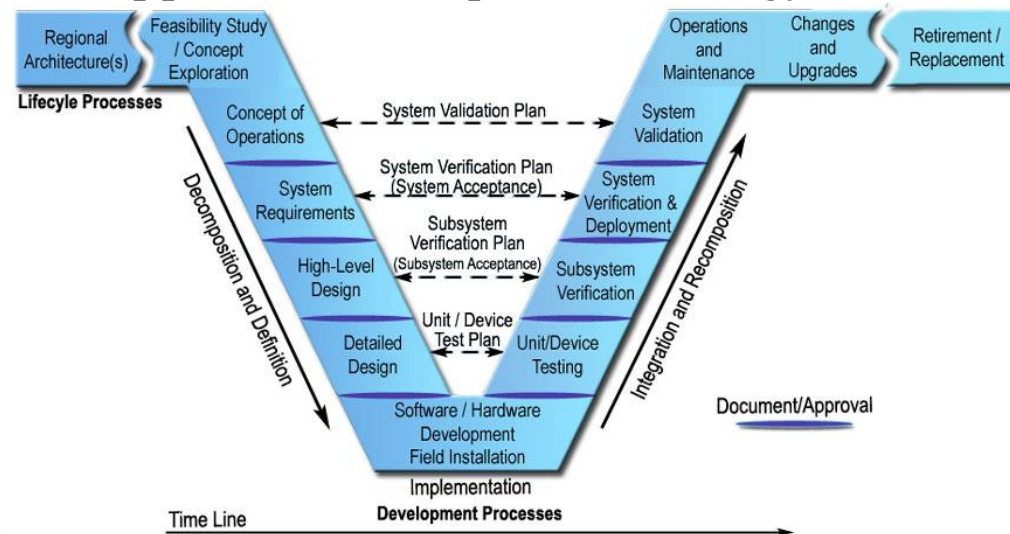 Regional
Architecture(s)
Feasibility Study
/ Concept
Exploration
Operations
and
Maintenance
Changes
and
Upgrades
Retirement /
Replacement
Lifecyle Processes
Concept of
Operations
System Validation Plan
System
Validation
System
Requirements
System Verification Plan
(System Acceptance)
System
Verification &
Deployment
High-Level
Design
Subsystem
Verification Plan
(Subsystem Acceptance)
Subsystem
Verification
Detailed
Design
Unit / Device
Test Plan
Unit/Device
Testing
Decomposition and Definition
Integration and Recomposition
Software / Hardware
Development
Field Installation
Document/Approval
Implementation
Development Processes
Time Line